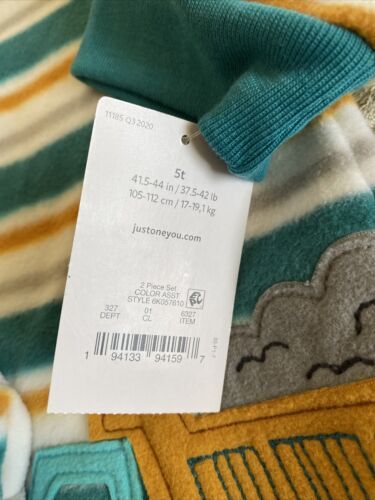 11185 Q3 2020
5t
41.5-44 in / 37.5-42 lb
105-112 cm / 17-19,1 kg
justoneyou.com
2 Piece Set
COLOR ASST
STYLE 6K057610
327 01 6327
DEPT CL ITEM
1 94133 94159 7